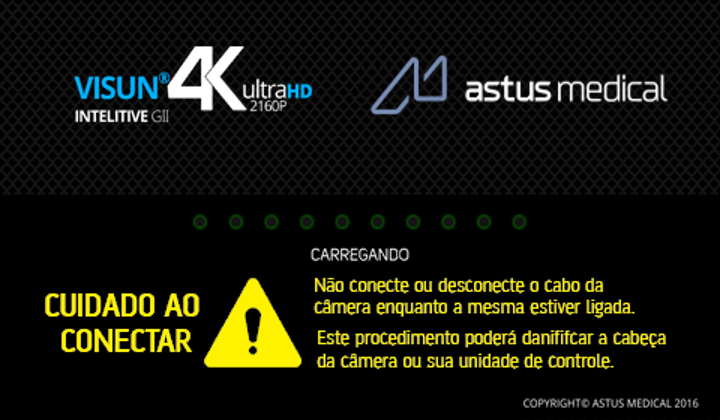 VISUN® 4K ultraHD
2160P
INTELITIVE GII
astus medical
CARREGANDO
CUIDADO AO
CONECTAR
Não conecte ou desconecte o cabo da
câmera enquanto a mesma estiver ligada.
Este procedimento poderá danififcar a cabeça
da câmera ou sua unidade de controle.
COPYRIGHT© ASTUS MEDICAL 2016